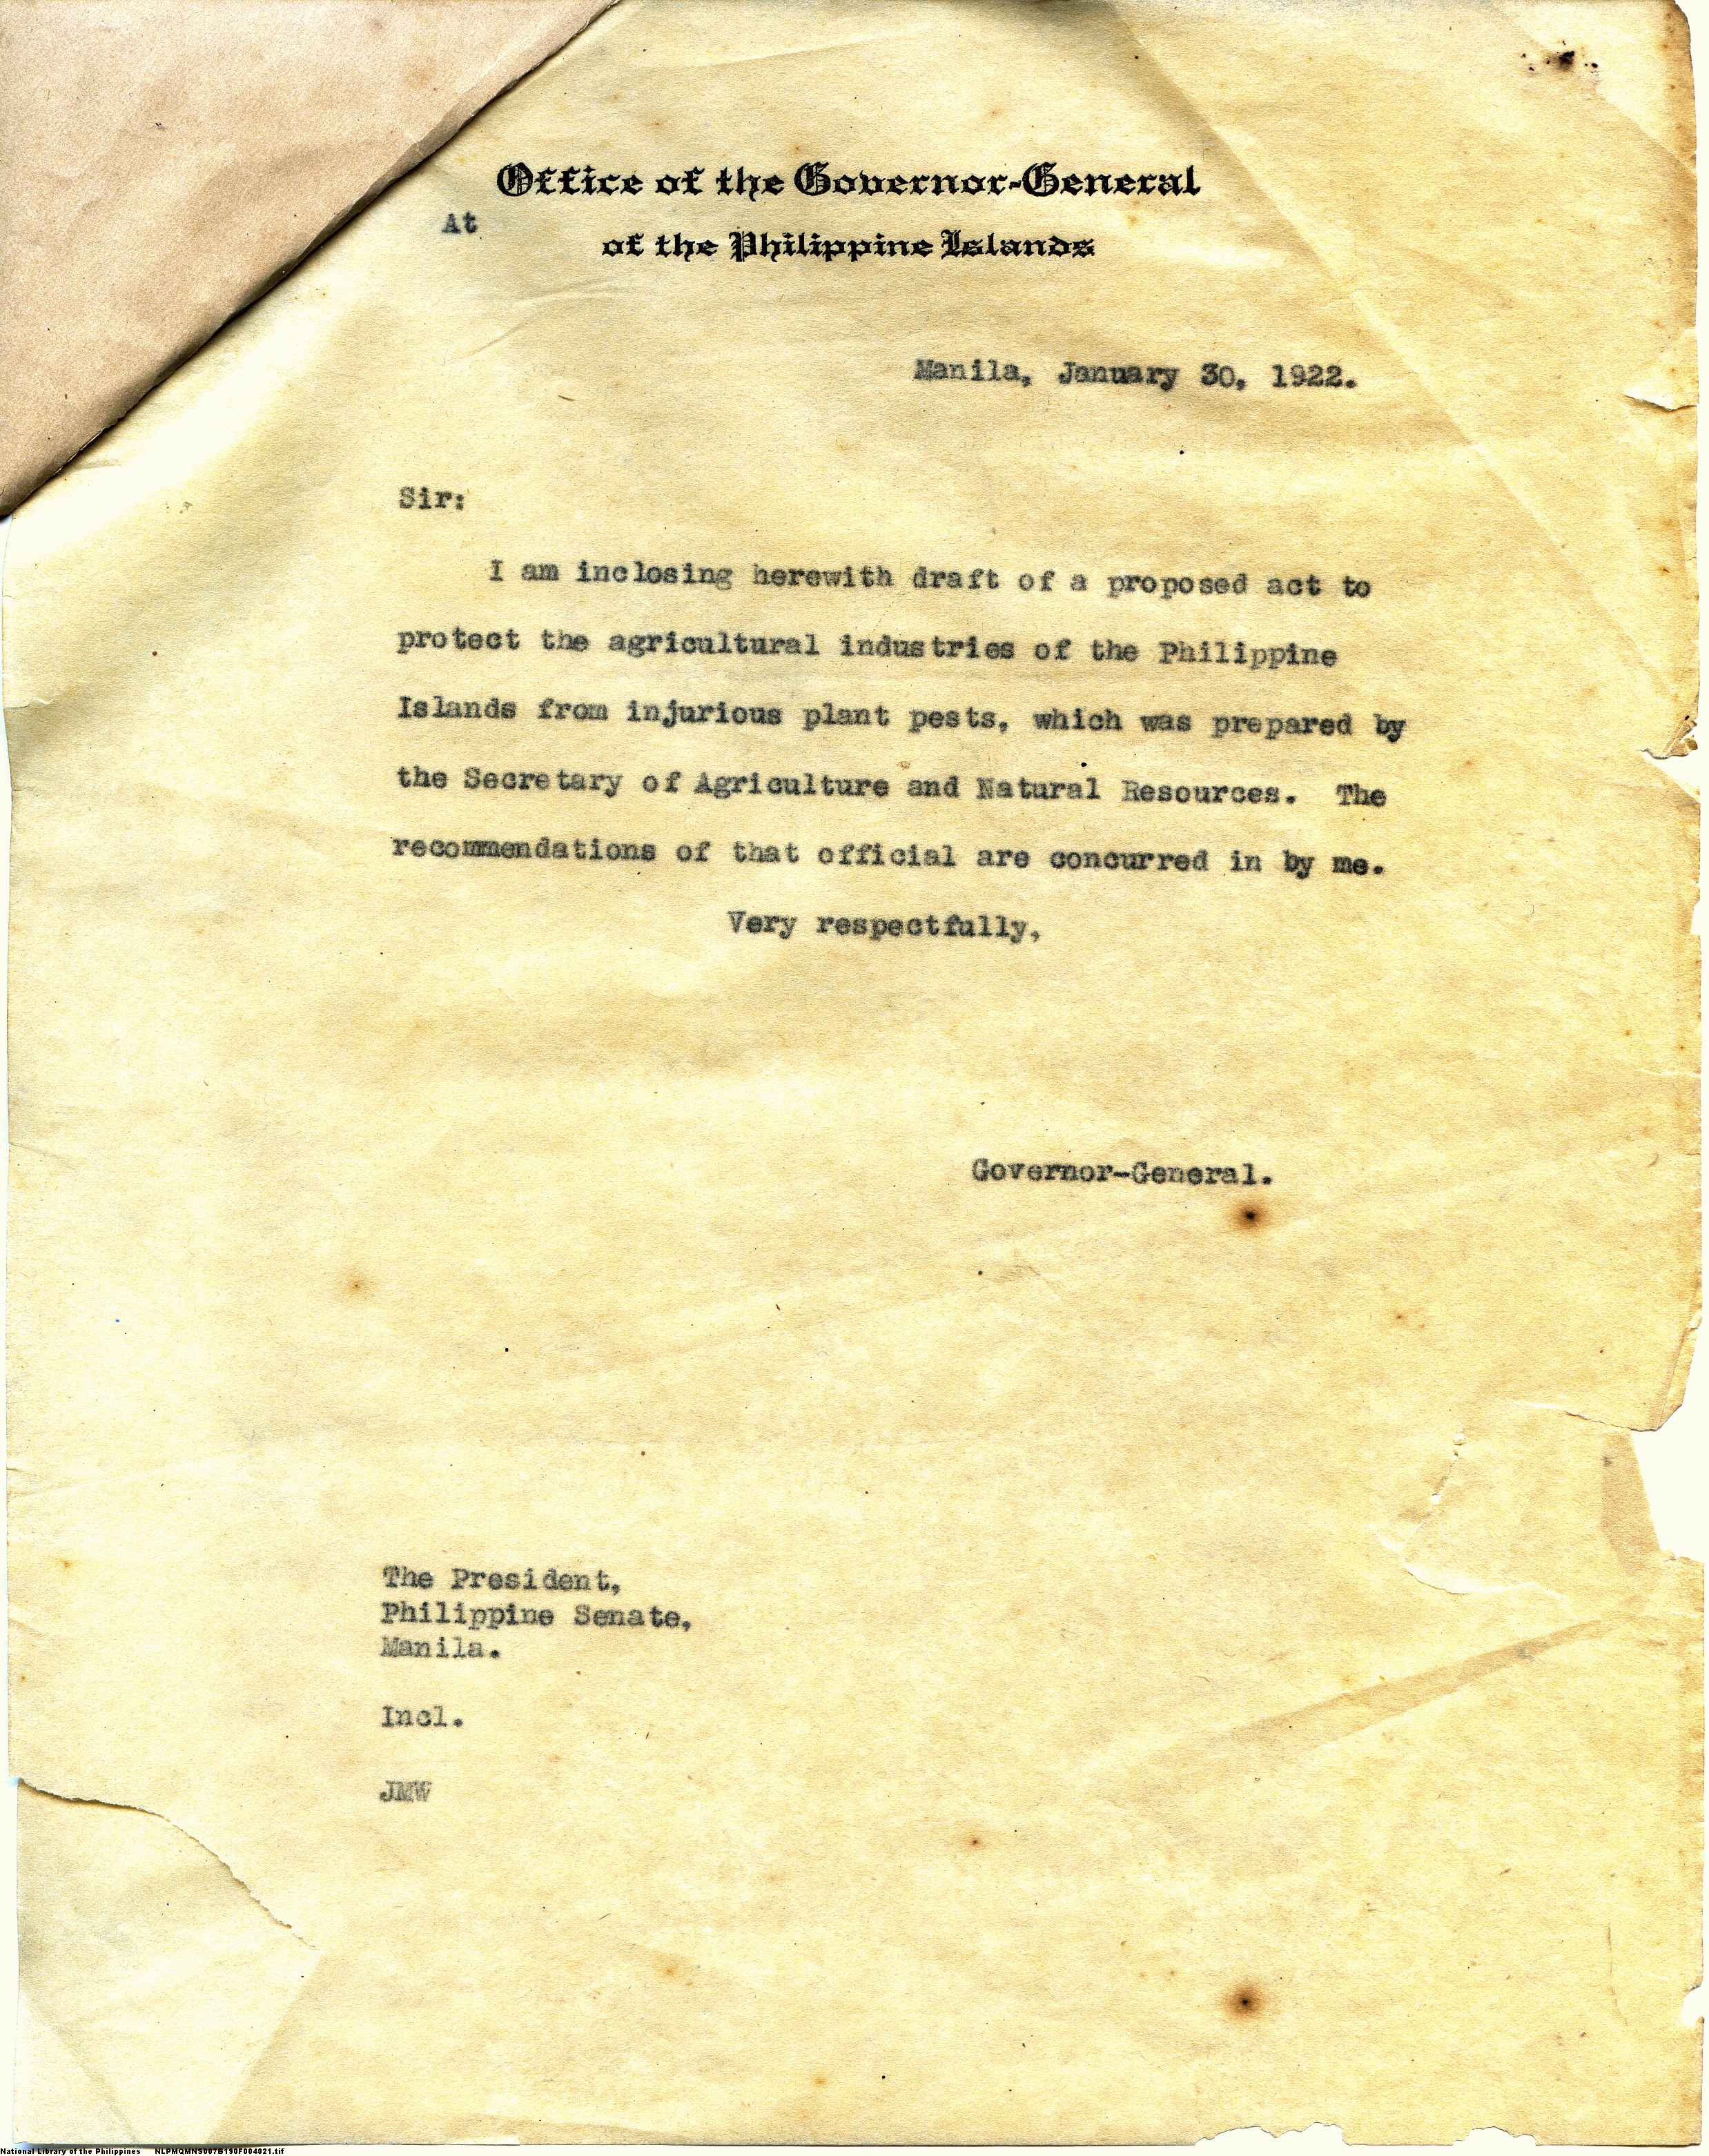 Office of the Governor-General
At
of the Philippine Islands
Manila, January 30, 1922.
Sir:
I am inclosing herewith draft of a proposed act to
protect the agricultural industries of the Philippine
Islands from injurious plant pests, which was prepared by
the Secretary of Agriculture and Natural Resources. The
recommendations of that official are concurred in by me.
Very respectfully,
Governor-General.
The President,
Philippine Senate,
Manila.
Incl.
JMW
National Library of the Philippines NLPMQMNS007B190F004021.tif